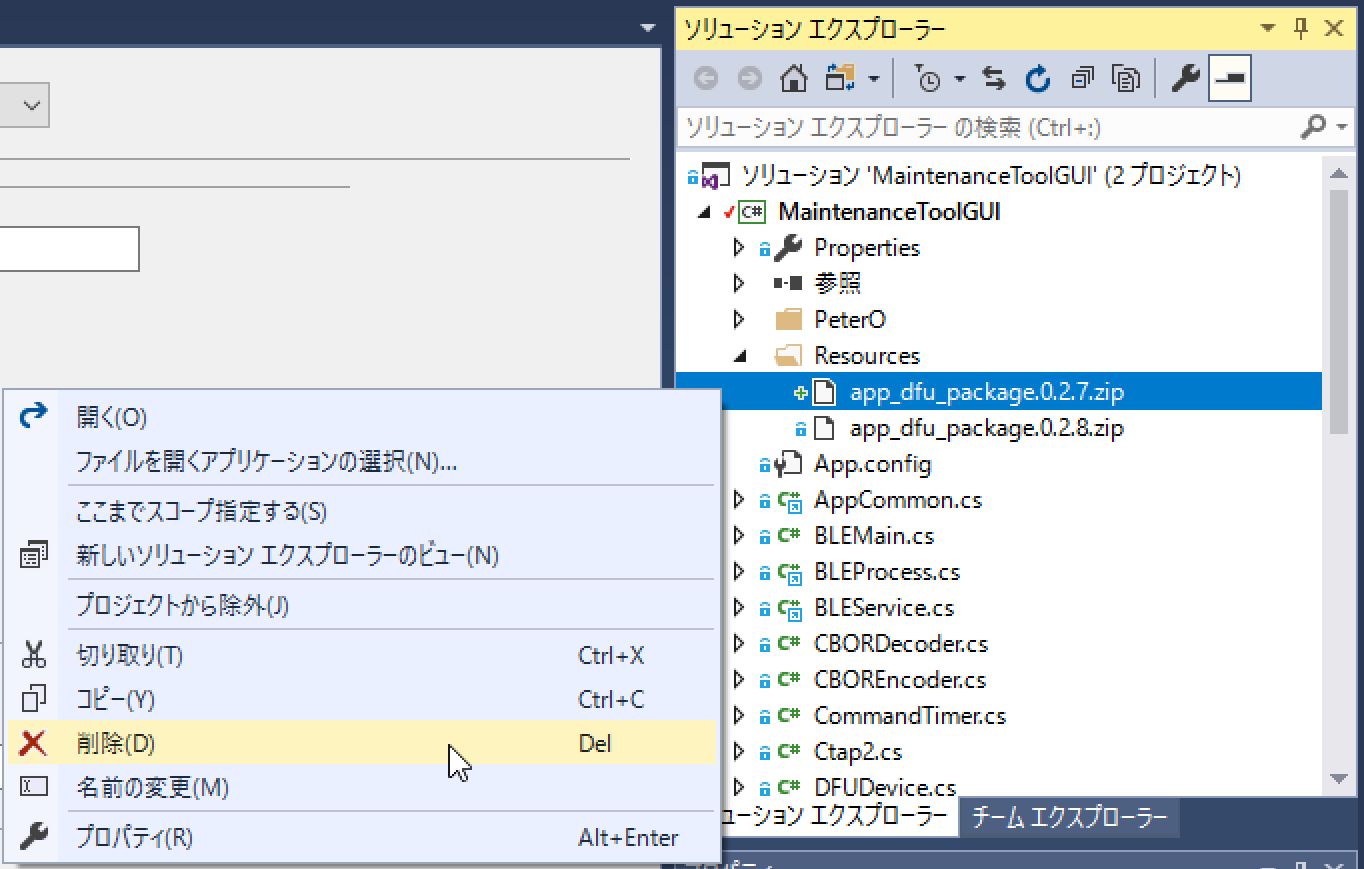 ソリューション エクスプローラー
ソリューション エクスプローラー の検索 (Ctrl+:)
ソリューション 'MaintenanceToolGUI' (2 プロジェクト)
C# MaintenanceToolGUI
Properties
参照
PeterO
Resources
app_dfu_package.0.2.7.zip
app_dfu_package.0.2.8.zip
App.config
C# AppCommon.cs
C# BLEMain.cs
C# BLEProcess.cs
C# BLEService.cs
C# CBORDecoder.cs
C# CBOREncoder.cs
C# CommandTimer.cs
C# Ctap2.cs
C# DFUDevice.cs
ューション エクスプローラー
チーム エクスプローラー
プロパティ
開く(O)
ファイルを開くアプリケーションの選択(N)...
ここまでスコープ指定する(S)
新しいソリューション エクスプローラーのビュー(N)
プロジェクトから除外(J)
切り取り(T) Ctrl+X
コピー(Y) Ctrl+C
削除(D) Del
名前の変更(M)
プロパティ(R) Alt+Enter